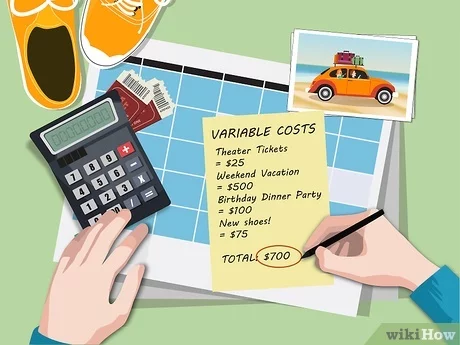 VARIABLE COSTS
Theater Tickets
= $25
Weekend Vacation
= $500
Birthday Dinner Party
= $100
New shoes!
= $75
TOTAL: $700
wikiHow